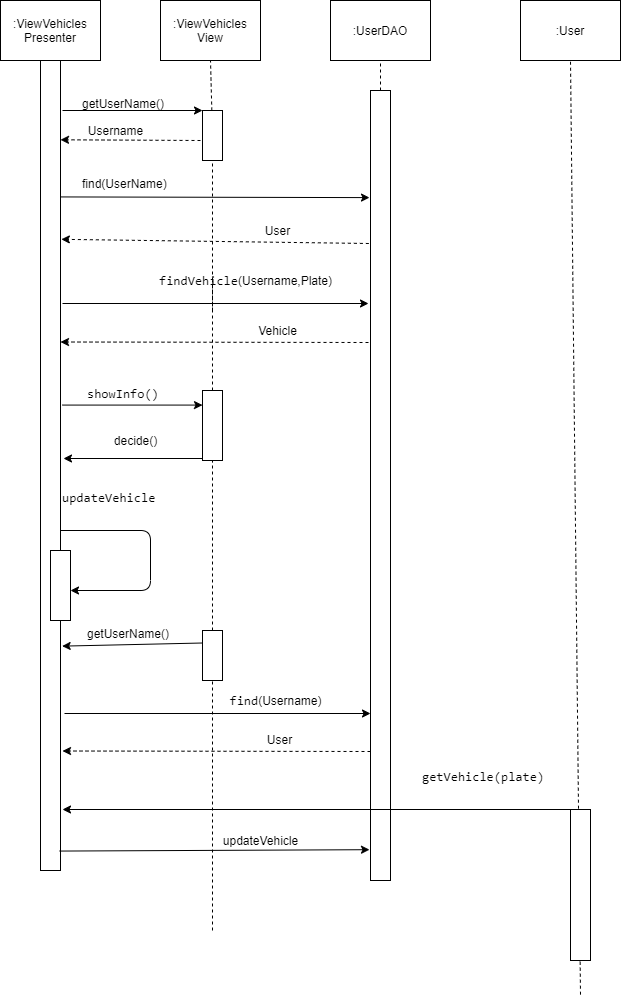 :ViewVehicles
Presenter
:ViewVehicles
View
:UserDAO
:User
getUserName()
Username
find(UserName)
User
findVehicle(Username,Plate)
Vehicle
showInfo()
decide()
updateVehicle
getUserName()
find(Username)
User
getVehicle(plate)
updateVehicle